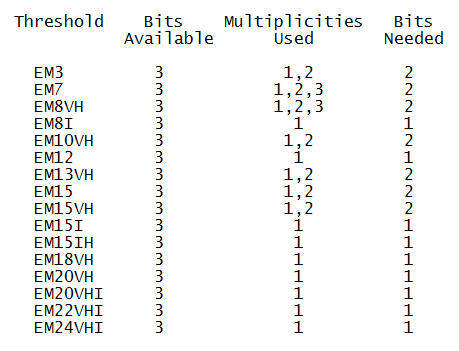 Threshold Bits Multiplicities Bits
Available Used Needed
EM3 3 1,2 2
EM7 3 1,2,3 2
EM8VH 3 1,2,3 2
EM8I 3 1 1
EM10VH 3 1,2 2
EM12 3 1 1
EM13VH 3 1,2 2
EM15 3 1,2 2
EM15VH 3 1,2 2
EM15I 3 1 1
EM15IH 3 1 1
EM18VH 3 1 1
EM20VH 3 1 1
EM20VHI 3 1 1
EM22VHI 3 1 1
EM24VHI 3 1 1